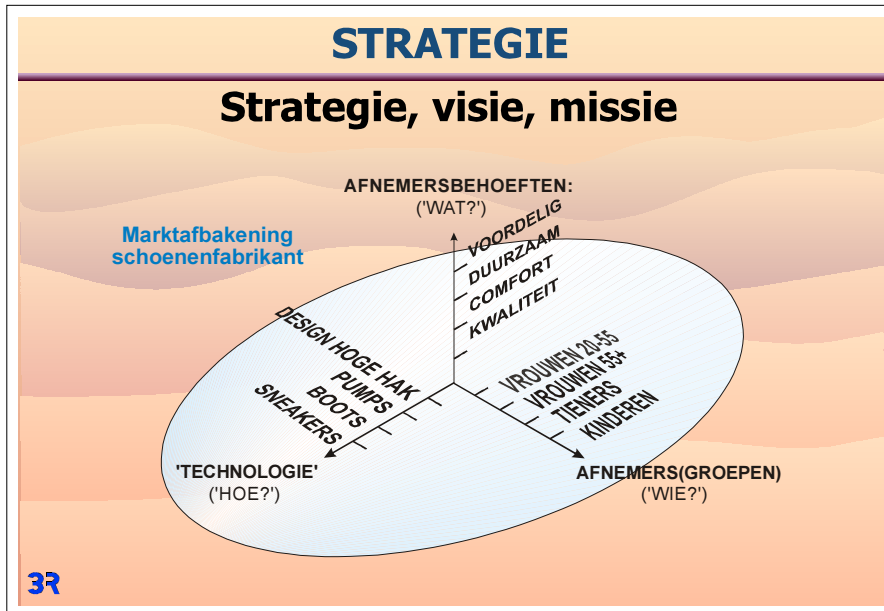 STRATEGIE
Strategie, visie, missie
AFNEMERSBEHOEFTEN:
('WAT?')
Marktafbakening
schoenenfabrikant
VOORDELIG
DUURZAAM
COMFORT
KWALITEIT
DESIGN HOGE HAK
PUMPS
BOOTS
SNEAKERS
VROUWEN 20-55
VROUWEN 55+
TIENERS
KINDEREN
'TECHNOLOGIE'
('HOE?')
AFNEMERS(GROEPEN)
('WIE?')
3R